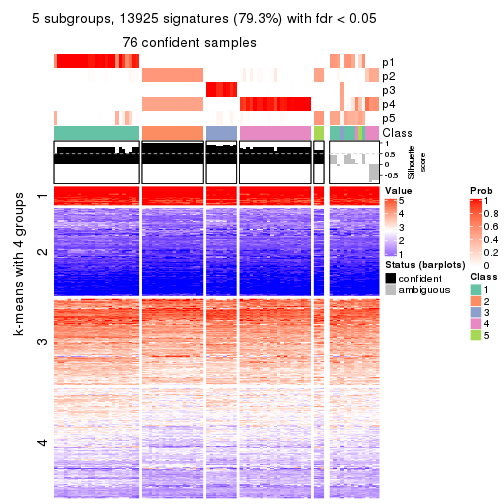 5 subgroups, 13925 signatures (79.3%) with fdr < 0.05
76 confident samples
p1
p2
p3
p4
p5
Class
1
0.5
0
-0.5
Silhouette
score
k-means with 4 groups
1
2
3
4
Value
5
4
3
2
1
Status (barplots)
confident
ambiguous
Prob
1
0.8
0.6
0.4
0.2
0
Class
1
2
3
4
5